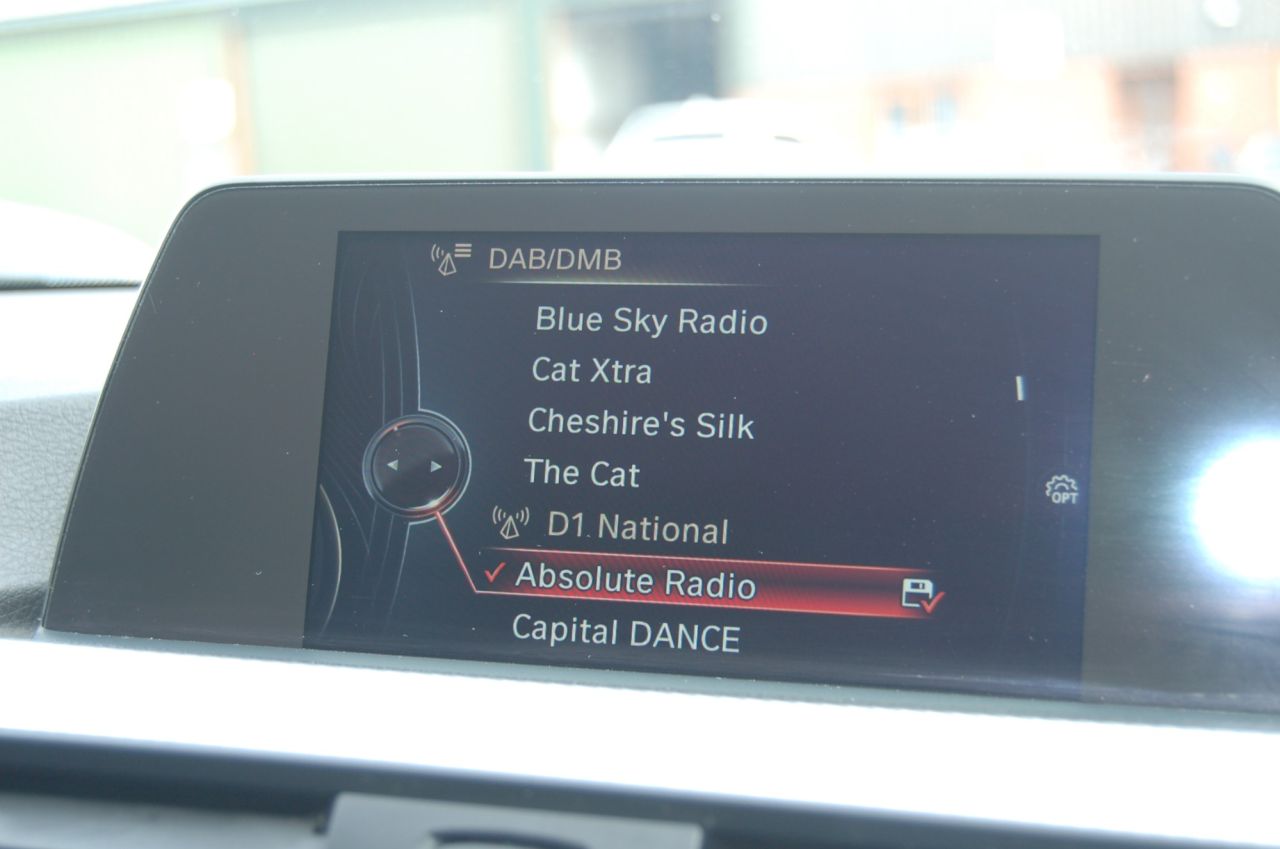 DAB/DMB
Blue Sky Radio
Cat Xtra
Cheshire's Silk
The Cat
D1 National
Absolute Radio
Capital DANCE
OPT